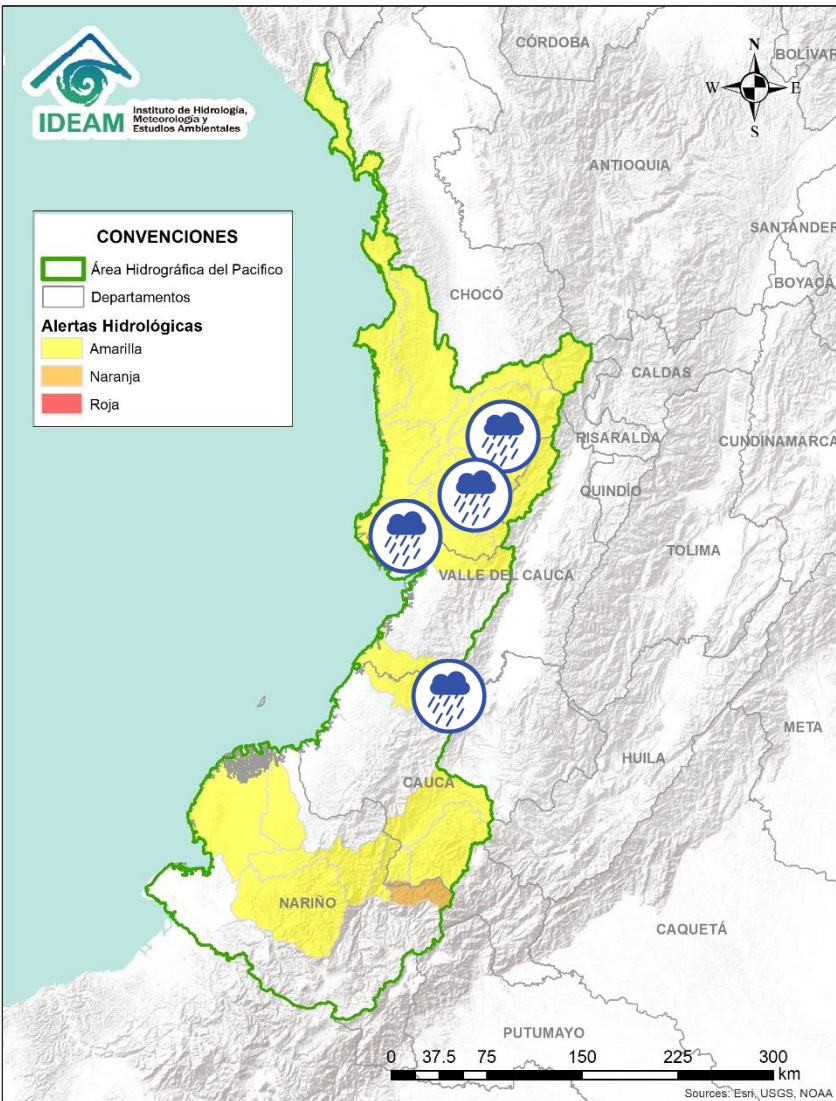 IDEAM
Instituto de Hidrología,
Meteorología y
Estudios Ambientales
N
W E
S
CÓRDOBA
BOLÍVAR
ANTIOQUIA
SANTANDER
BOYACÁ
CONVENCIONES
Área Hidrográfica del Pacifico
Departamentos
Alertas Hidrológicas
Amarilla
Naranja
Roja
CHOCÓ
CALDAS
RISARALDA
CUNDINAMARCA
QUINDÍO
TOLIMA
VALLE DEL CAUCA
META
HUILA
CAUCA
NARIÑO
CAQUETÁ
PUTUMAYO
0 37.5 75 150 225 300
km
Sources: Esri, USGS, NOAA